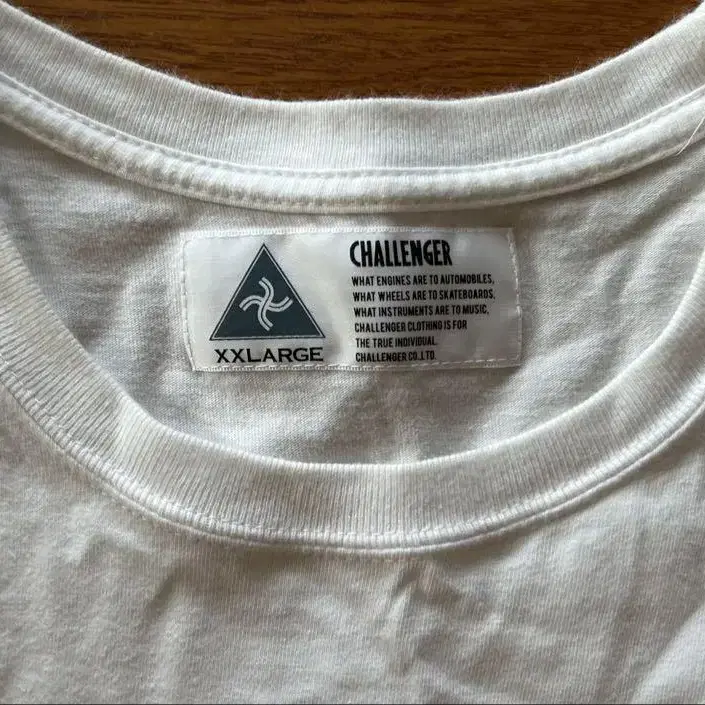 XXLARGE
CHALLENGER
WHAT ENGINES ARE TO AUTOMOBILES,
WHAT WHEELS ARE TO SKATEBOARDS,
WHAT INSTRUMENTS ARE TO MUSIC,
CHALLENGER CLOTHING IS FOR
THE TRUE INDIVIDUAL.
CHALLENGER CO.,LTD.